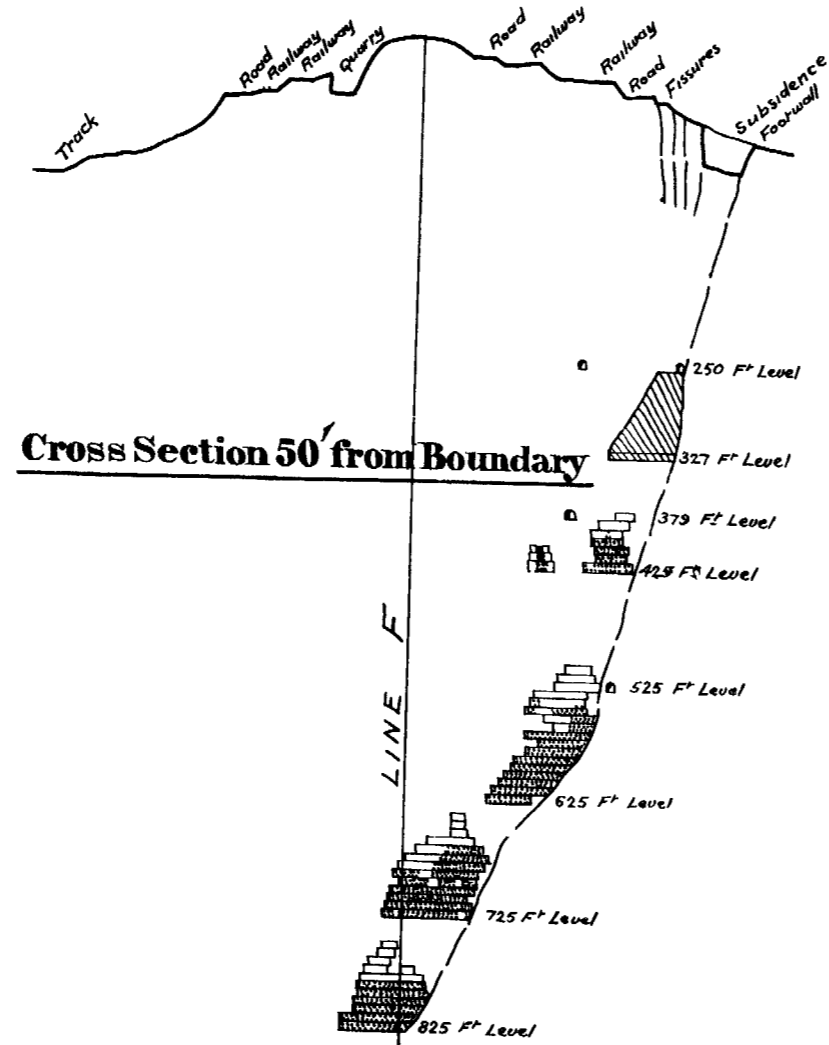 Track
Road
Railway
Railway
Quarry
Road
Railway
Railway
Road
Fissures
Subsidence
Footwall
250 Ft Level
Cross Section 50' from Boundary
327 Ft Level
379 Ft Level
425 Ft Level
LINE F
525 Ft Level
625 Ft Level
725 Ft Level
825 Ft Level